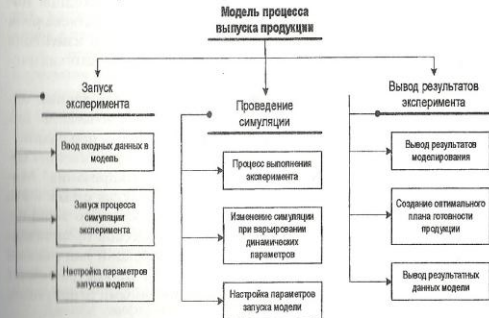 Модель процесса
выпуска продукции
Запуск
эксперимента
Ввод входных данных в
модель
Запуск процесса
симуляции
эксперимента
Настройка параметров
запуска модели
Проведение
симуляции
Процесс выполнения
эксперимента
Изменение симуляции
при варьировании
динамических
параметров
Настройка параметров
запуска модели
Вывод результатов
эксперимента
Вывод результатов
моделирования
Создание оптимального
плана готовности
продукции
Вывод результатных
данных модели